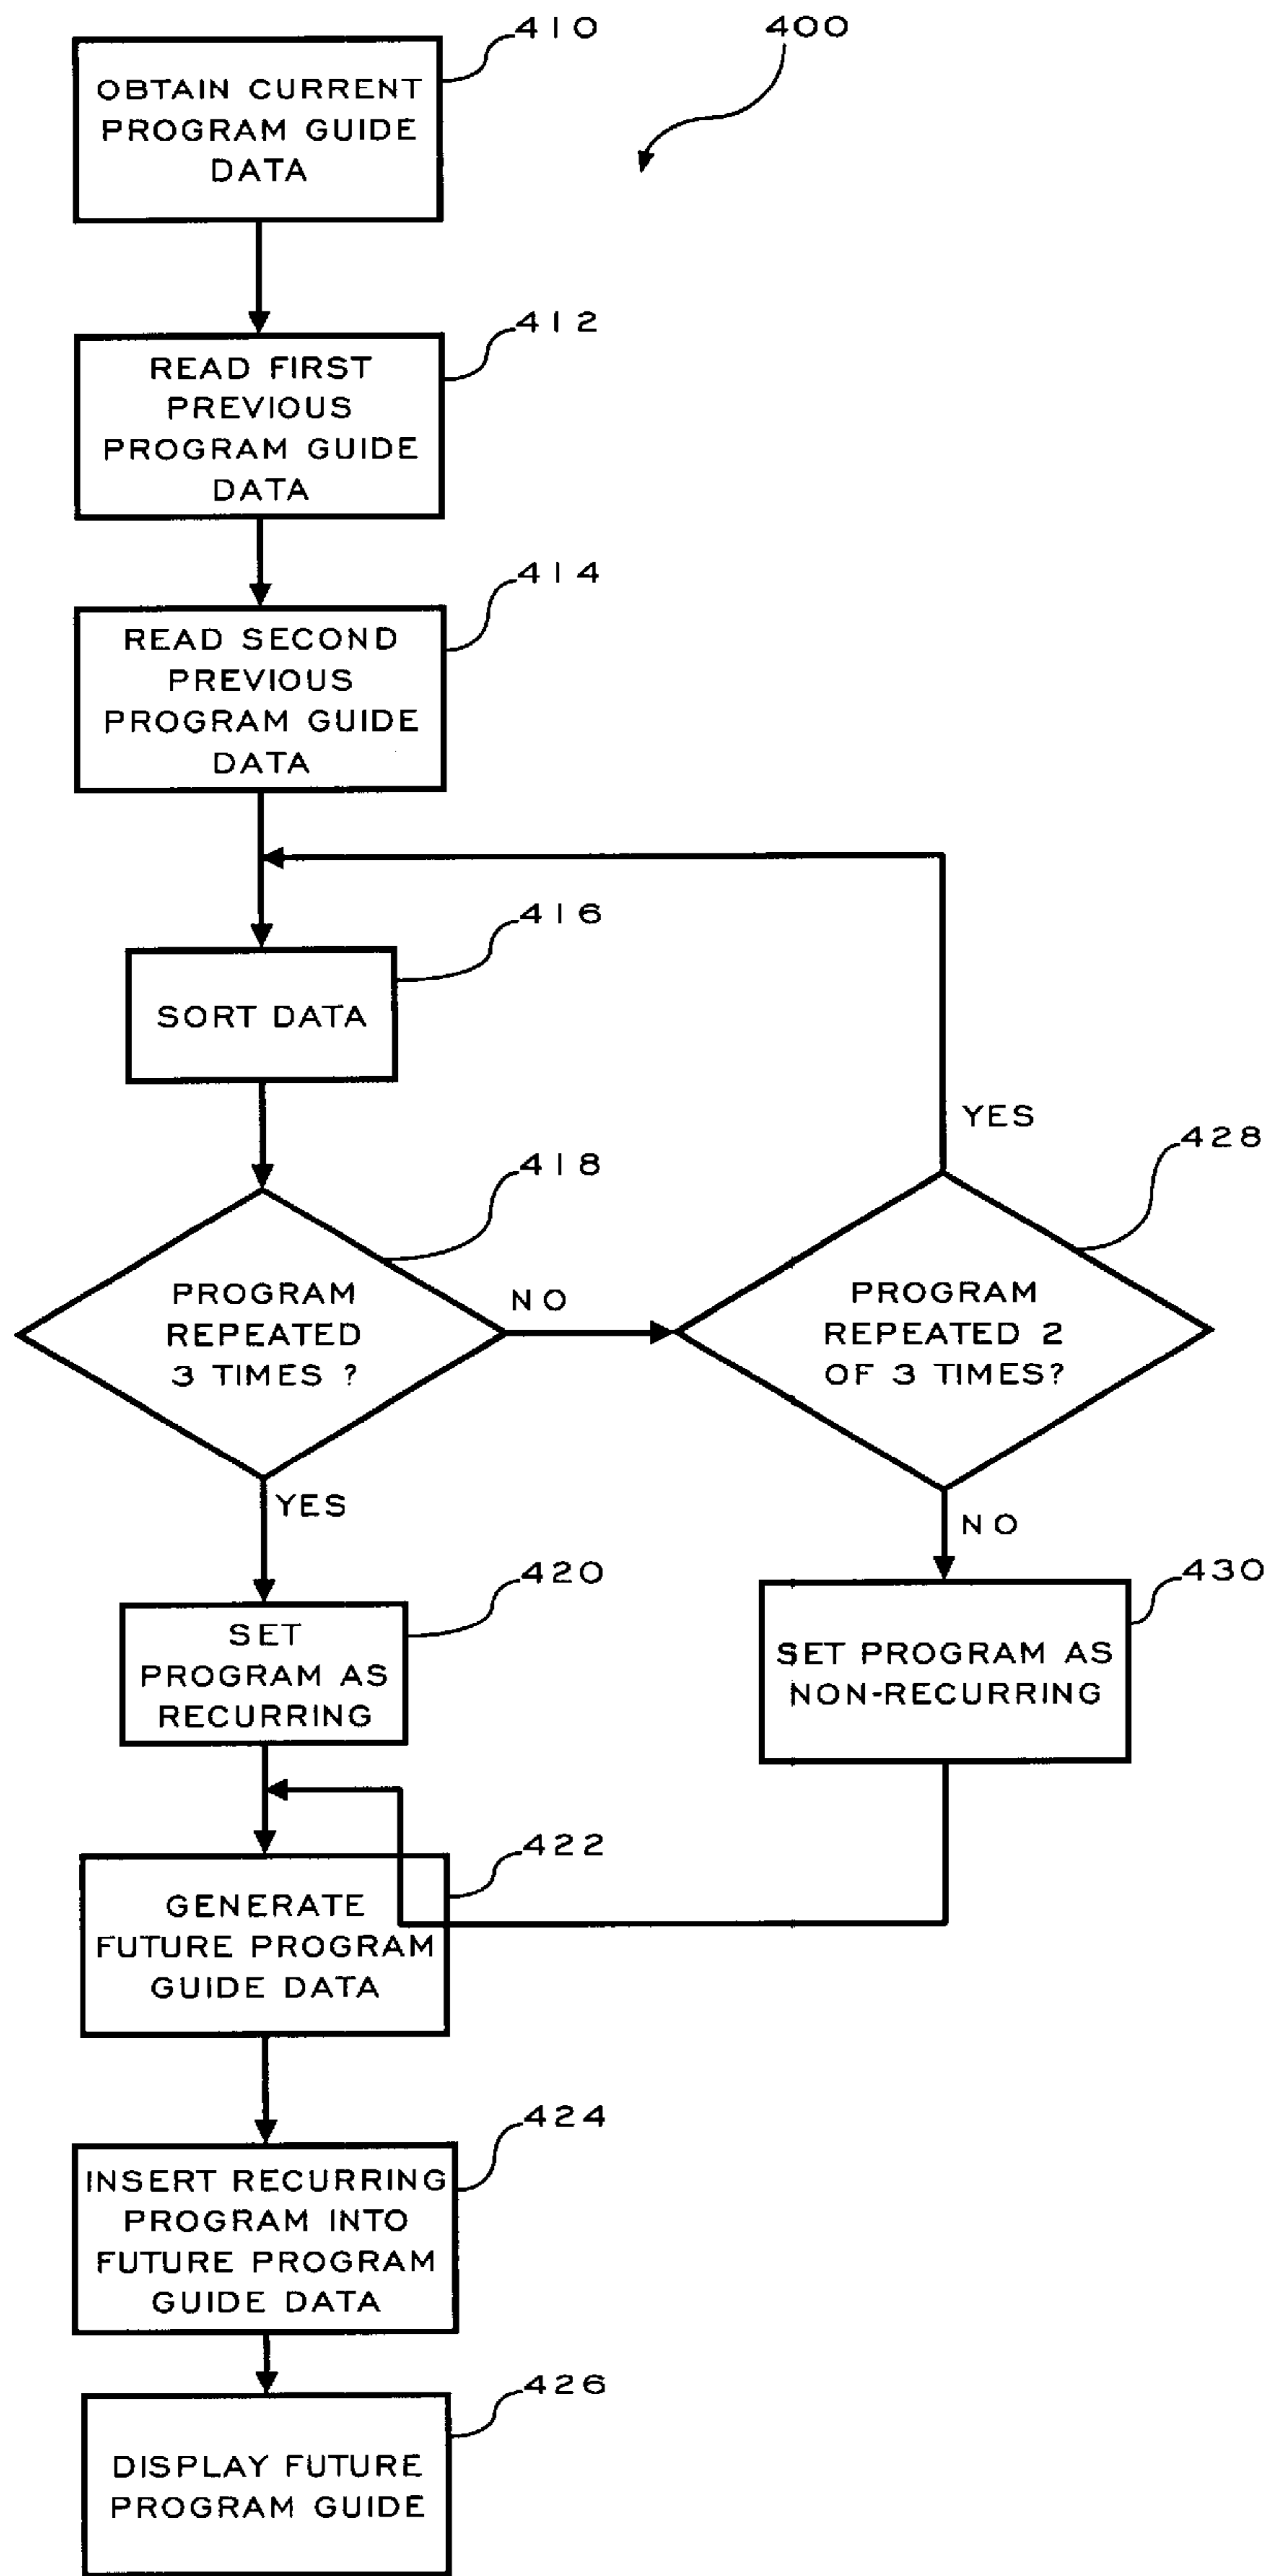 410
400
OBTAIN CURRENT
PROGRAM GUIDE
DATA
412
READ FIRST
PREVIOUS
PROGRAM GUIDE
DATA
414
READ SECOND
PREVIOUS
PROGRAM GUIDE
DATA
416
SORT DATA
YES
428
418
PROGRAM
REPEATED
3 TIMES ?
NO
PROGRAM
REPEATED 2
OF 3 TIMES?
YES
NO
420
SET
PROGRAM AS
RECURRING
430
SET PROGRAM AS
NON-RECURRING
422
GENERATE
FUTURE PROGRAM
GUIDE DATA
424
INSERT RECURRING
PROGRAM INTO
FUTURE PROGRAM
GUIDE DATA
426
DISPLAY FUTURE
PROGRAM GUIDE